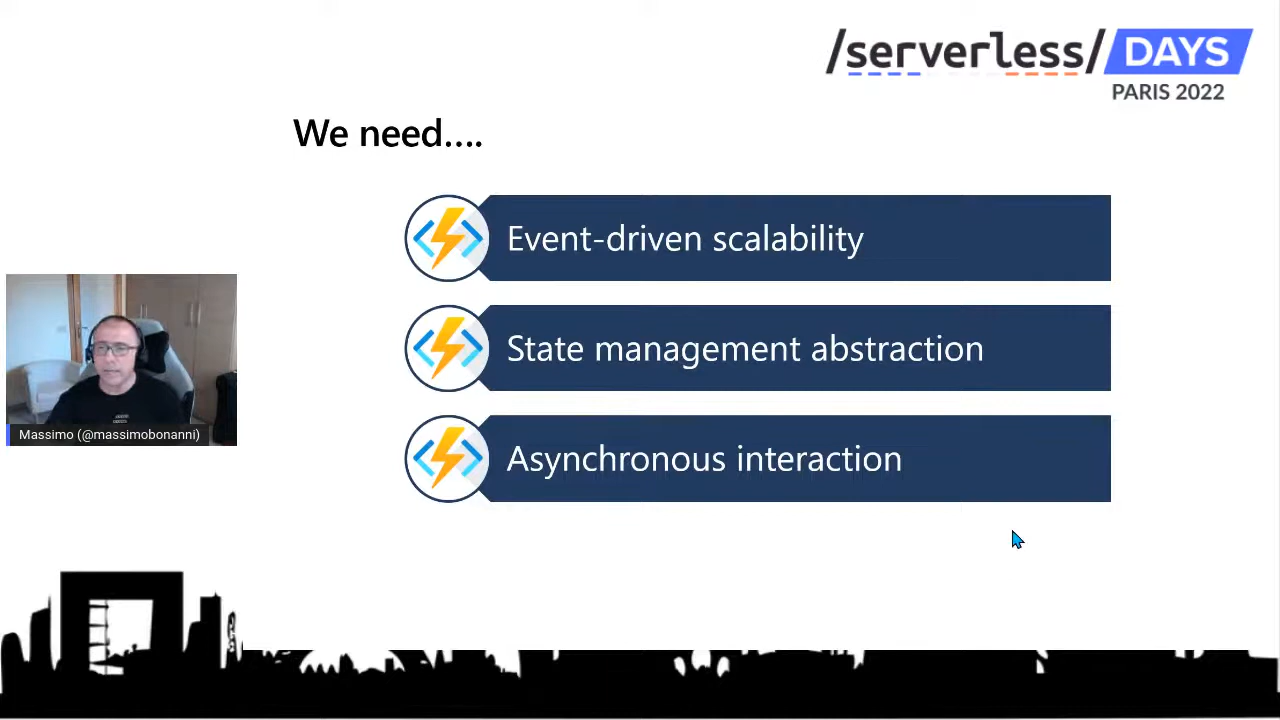 /serverless/ DAYS
PARIS 2022
We need....
Event-driven scalability
State management abstraction
Asynchronous interaction
Massimo (@massimobonanni)